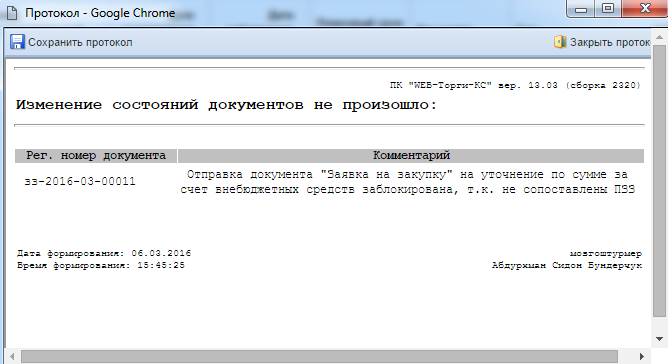 Протокол - Google Chrome
Сохранить протокол Закрыть проток
ПК "WEB-Торги-КС" вер. 13.03 (сборка 2320)
Изменение состояний документов не произошло:
Рег. номер документа Комментарий
зз-2016-03-00011 Отправка документа "Заявка на закупку" на уточнение по сумме за
счет внебюджетных средств заблокирована, т.к. не сопоставлены ПЗЗ
Дата формирования: 06.03.2016 мозгоштурмер
Время формирования: 15:45:25 Абдурхман Сидон Бундерчук